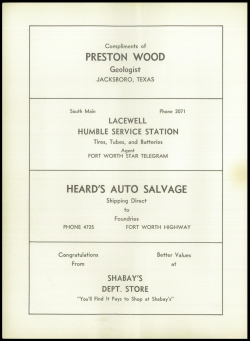 Compliments of
PRESTON WOOD
Geologist
JACKSBORO, TEXAS
South Main Phone 3071
LACEWELL
HUMBLE SERVICE STATION
Tires, Tubes, and Batteries
Agent
FORT WORTH STAR TELEGRAM
HEARD'S AUTO SALVAGE
Shipping Direct
to
Foundries
PHONE 4725 FORT WORTH HIGHWAY
Congratulations Better Values
From at
SHABAY'S
DEPT. STORE
"You'll Find It Pays to Shop at Shabay's"